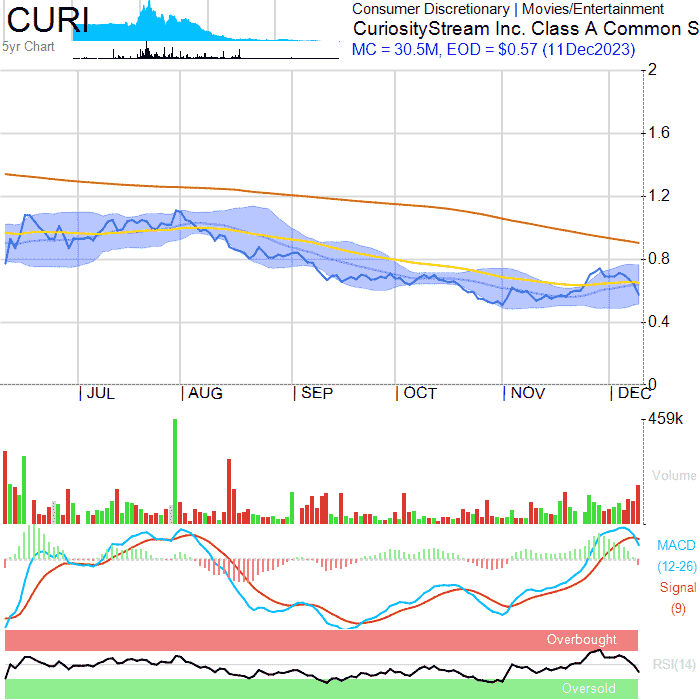 CURI
5yr Chart
Consumer Discretionary | Movies/Entertainment
CuriosityStream Inc. Class A Common S
MC = 30.5M, EOD = $0.57 (11Dec2023)
2
1.6
1.2
0.8
0.4
0
| JUL | AUG | SEP | OCT | NOV | DEC
459k
Volume
MACD
(12-26)
Signal
(9)
Overbought
RSI(14)
Oversold